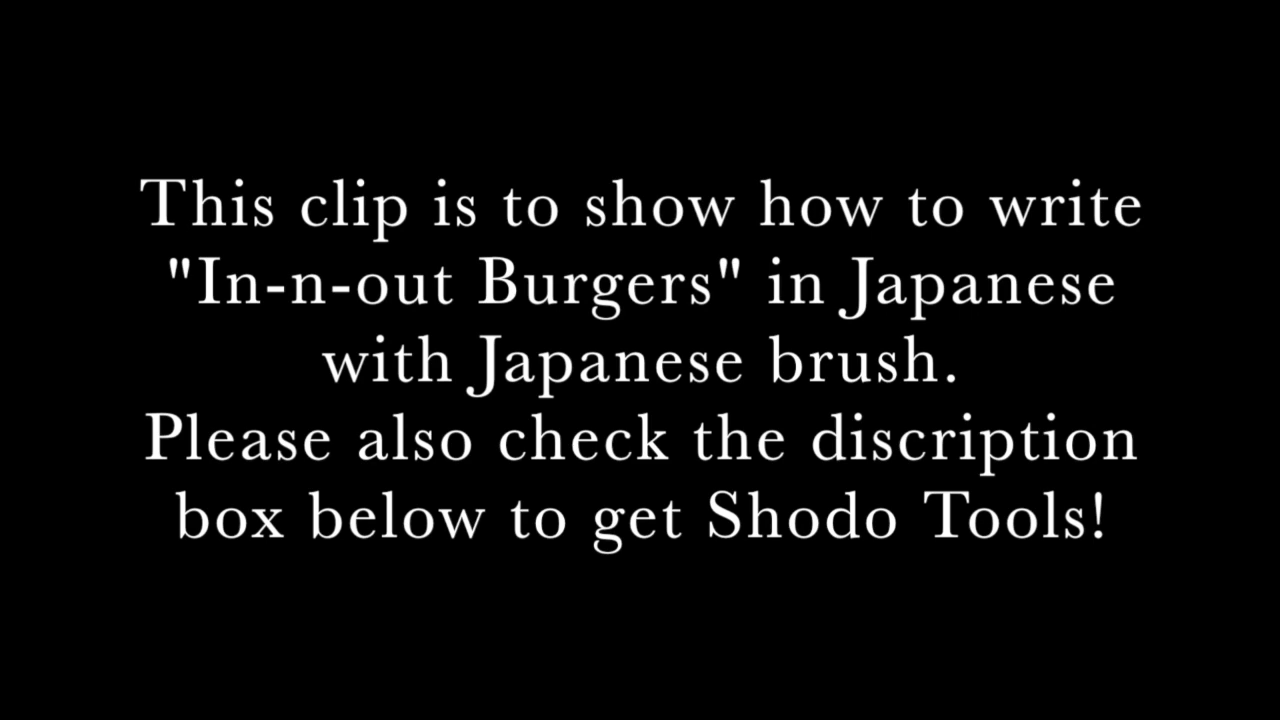 This clip is to show how to write
"In-n-out Burgers" in Japanese
with Japanese brush.
Please also check the discription
box below to get Shodo Tools!